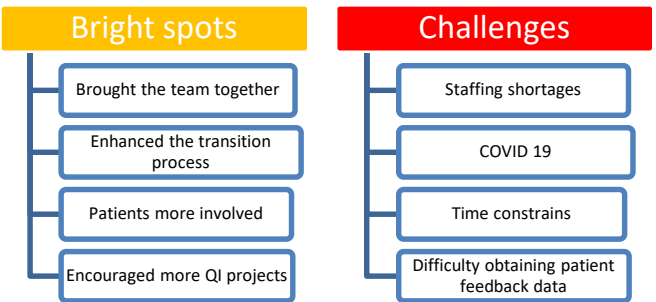 Bright spots
Brought the team together
Enhanced the transition
process
Patients more involved
Encouraged more QI projects
Challenges
Staffing shortages
COVID 19
Time constrains
Difficulty obtaining patient
feedback data